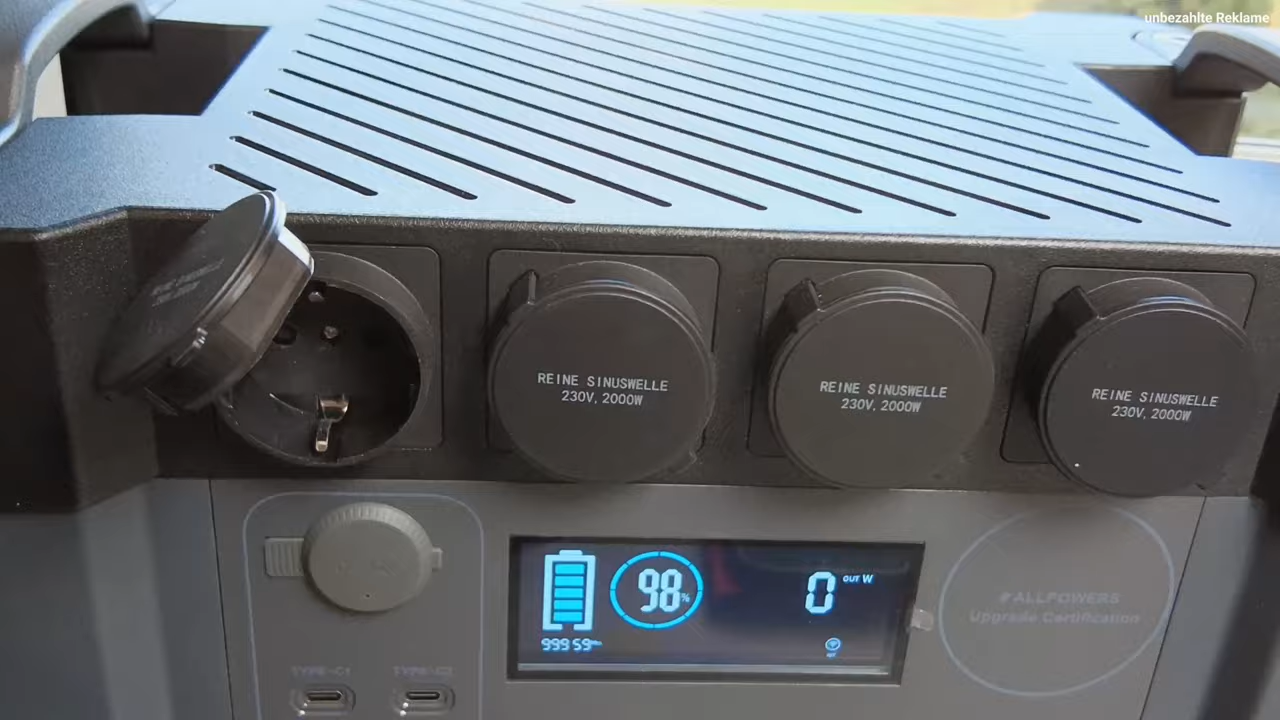 unbezahlte Reklame
REINE SINUSWELLE
230V, 2000W
REINE SINUSWELLE
230V, 2000W
REINE SINUSWELLE
230V, 2000W
98%
0 OUT W
99959
ALLPOWERS
Upgrade Certification
TYPE-C1
TYPE-C2